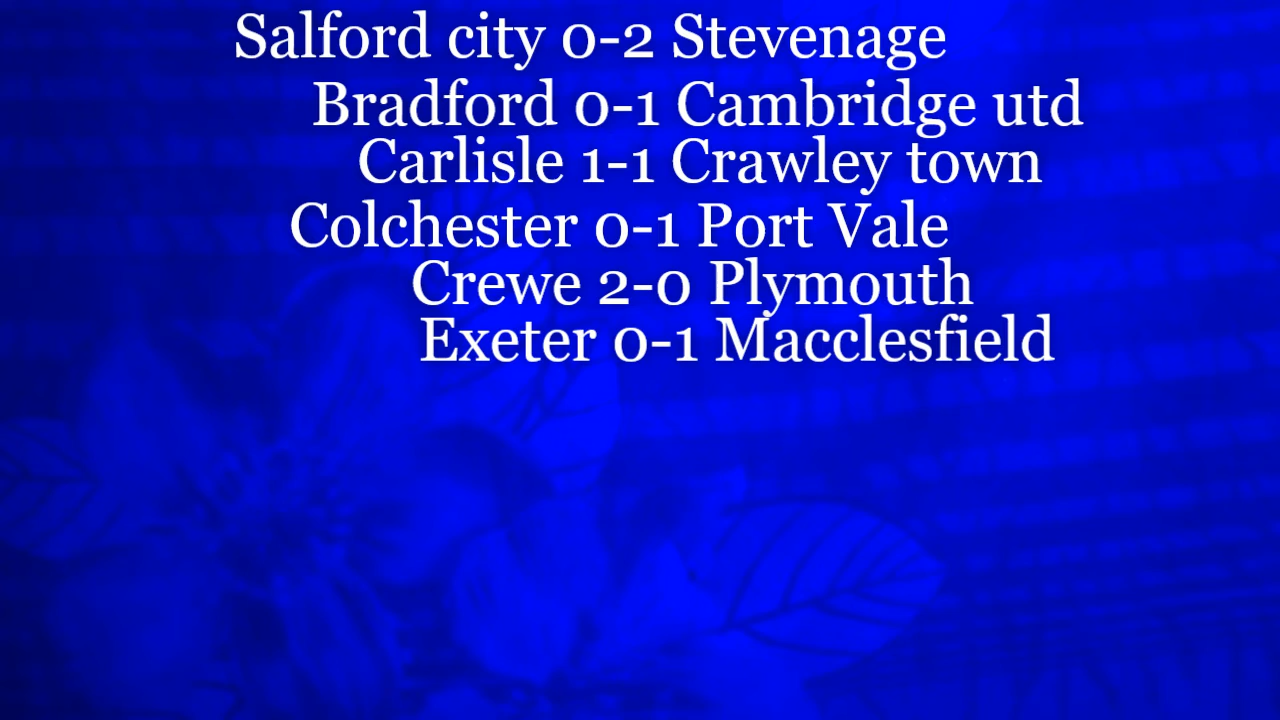 Salford city 0-2 Stevenage
Bradford 0-1 Cambridge utd
Carlisle 1-1 Crawley town
Colchester 0-1 Port Vale
Crewe 2-0 Plymouth
Exeter 0-1 Macclesfield